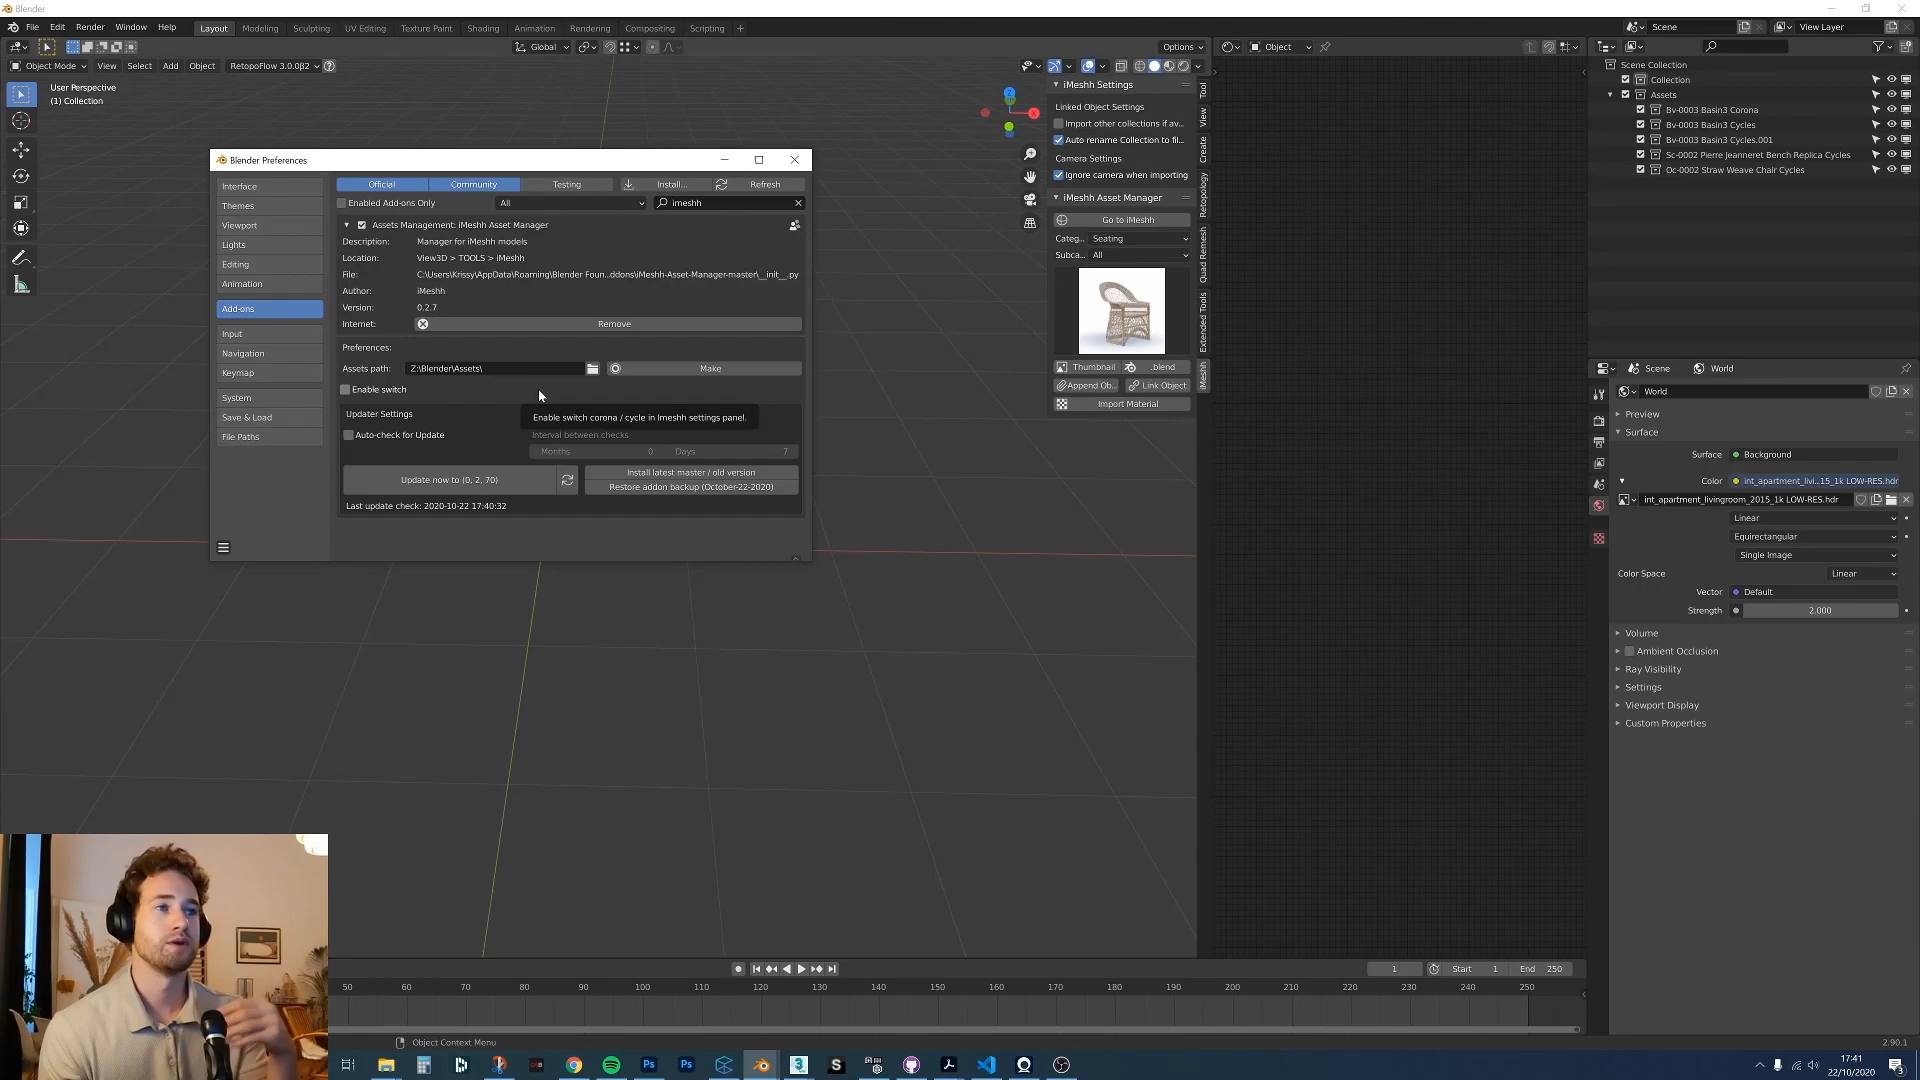 Blender
File Edit Render Window Help Layout Modeling Sculpting UV Editing Texture Paint Shading Animation Rendering Compositing Scripting + Scene View Layer
Global Options Object
Object Mode View Select Add Object RetopoFlow 3.0.0β2
User Perspective
(1) Collection
Z
X
Blender Preferences
Interface
Themes
Viewport
Lights
Editing
Animation
Add-ons
Input
Navigation
Keymap
System
Save & Load
File Paths
Official Community Testing Install... Refresh
Enabled Add-ons Only All imeshh
Assets Management: iMeshh Asset Manager
Description: Manager for iMeshh models
Location: View3D > TOOLS > iMeshh
File: C:\Users\Krissy\AppData\Roaming\Blender Foun...ddons\iMeshh-Asset-Manager-master\__init__.py
Author: iMeshh
Version: 0.2.7
Internet: Remove
Preferences:
Assets path: Z:\Blender\Assets\ Make
Enable switch
Enable switch corona / cycle in Imeshh settings panel.
Updater Settings
Auto-check for Update Interval between checks
Months 0 Days 7
Update now to (0, 2, 70) Install latest master / old version
Restore addon backup (October-22-2020)
Last update check: 2020-10-22 17:40:32
iMeshh Settings
Linked Object Settings
Import other collections if av...
Auto rename Collection to fil...
Camera Settings
Ignore camera when importing
iMeshh Asset Manager
Go to iMeshh
Categ... Seating
Subca... All
Thumbnail .blend
Append Ob... Link Object
Import Material
Tool
View
Create
Retopology
Quad Remesh
Extended Tools
iMeshh
Scene Collection
Collection
Assets
Bv-0003 Basin3 Corona
Bv-0003 Basin3 Cycles
Bv-0003 Basin3 Cycles.001
Sc-0002 Pierre Jeanneret Bench Replica Cycles
Oc-0002 Straw Weave Chair Cycles
Scene World
World
Preview
Surface
Surface Background
Color int_apartment_livi...15_1k LOW-RES.hdr
int_apartment_livingroom_2015_1k LOW-RES.hdr
Linear
Equirectangular
Single Image
Color Space Linear
Vector Default
Strength 2.000
Volume
Ambient Occlusion
Ray Visibility
Settings
Viewport Display
Custom Properties
1 Start 1 End 250
50 60 70 80 90 100 110 120 130 140 150 160 170 180 190 200 210 220 230 240 250
Object Context Menu 2.90.1
Ps Ps 3 S
17:41
22/10/2020
3